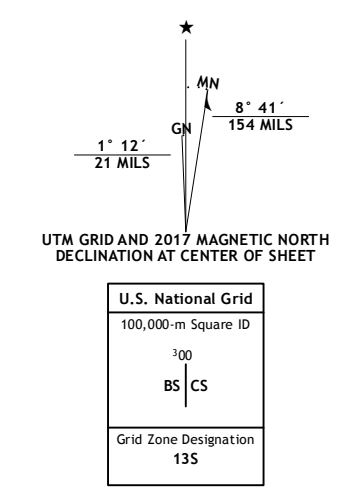 ★
MN
GN
8° 41´
154 MILS
1° 12´
21 MILS
UTM GRID AND 2017 MAGNETIC NORTH
DECLINATION AT CENTER OF SHEET
U.S. National Grid
100,000-m Square ID
³00
BS CS
Grid Zone Designation
13S